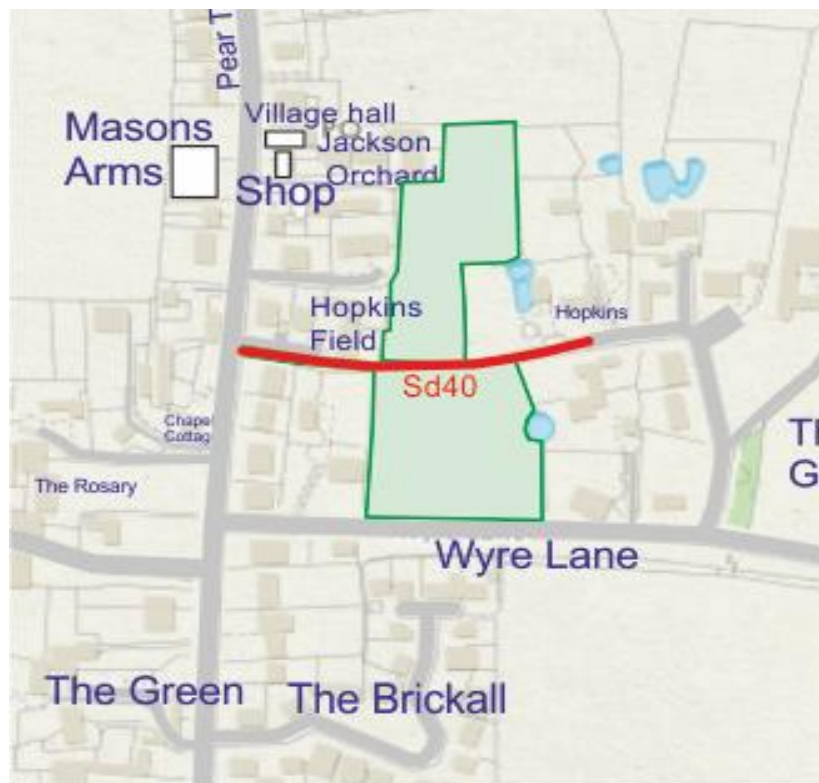 Pear T
Village hall
Masons
Arms
Jackson
Orchard
Shop
Hopkins
Field
Hopkins
Sd40
Chapel
Cottag
The Rosary
Th
G
Wyre Lane
The Green
The Brickall